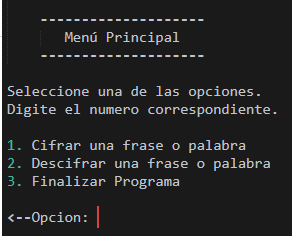 --------------------
Menú Principal
--------------------
Seleccione una de las opciones.
Digite el numero correspondiente.
1. Cifrar una frase o palabra
2. Descifrar una frase o palabra
3. Finalizar Programa
<--Opcion: